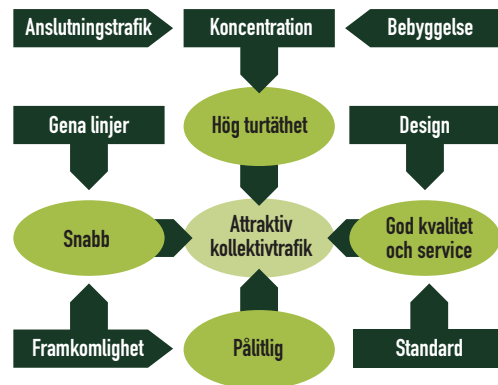 Anslutningstrafik
Koncentration
Bebyggelse
Gena linjer
Hög turtäthet
Design
Snabb
Attraktiv
kollektivtrafik
God kvalitet
och service
Framkomlighet
Pålitlig
Standard